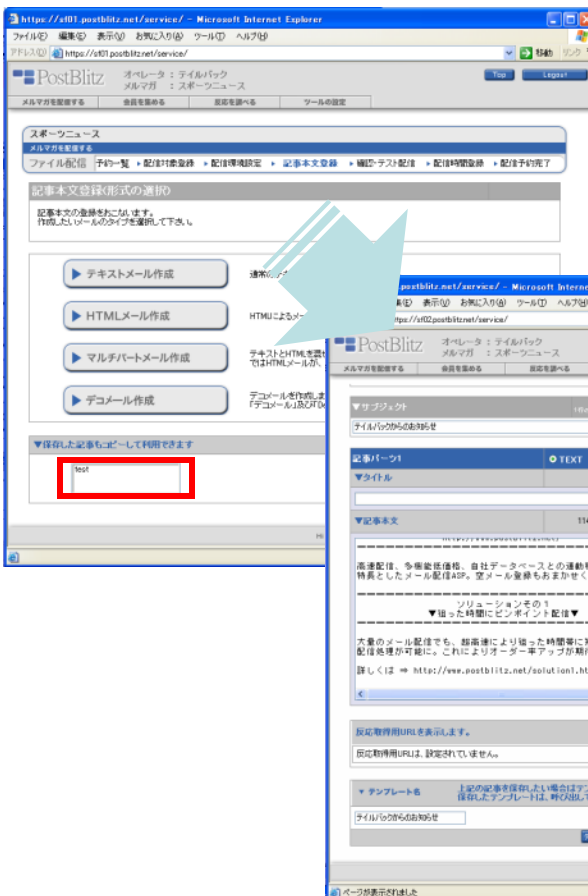 https://sf01.postblitz.net/service/ - Microsoft Internet Explorer
ファイル(F) 編集(E) 表示(V) お気に入り(A) ツール(T) ヘルプ(H)
アドレス(D) https://sf01.postblitz.net/service/ 移動 リンク
PostBlitz オペレータ : テイルバック Top Logout
メルマガ : スポーツニュース
メルマガを配信する 会員を集める 反応を調べる ツールの設定
スポーツニュース
メルマガを配信する
ファイル配信 予約一覧 ▸配信対象登録 ▸配信環境設定 ▸記事本文登録 ▸確認・テスト配信 ▸配信時間登録 ▸配信予約完了
記事本文登録(形式の選択)
記事本文の登録をおこないます。
作成したいメールのタイプを選択して下さい。
▶ テキストメール作成 通常の
▶ HTMLメール作成 HTMLによるメー
▶ マルチパートメール作成 テキストとHTMLを混
ではHTMLメールが、
▶ デコメール作成 デコメールを作成しま
「デコメール」及び「De
▼保存した記事もコピーして利用できます
test
.postblitz.net/service/ - Microsoft Interne
表示(V) お気に入り(A) ツール(T) ヘルプ(H)
https://sf02.postblitz.net/service/
PostBlitz オペレータ : テイルバック
メルマガ : スポーツニュース
メルマガを配信する 会員を集める 反応を調べる
▼サブジェクト
テイルバックからのお知らせ
記事パーツ1 TEXT
▼タイトル
▼記事本文 114
http://www.postblitz.net/
高速配信、多機能低価格、自社データベースとの連動
特長としたメール配信ASP。空メール登録もおまかせく
ソリューションその1
▼狙った時間にピンポイント配信▼
大量のメール配信でも、超高速により狙った時間帯に
配信処理が可能に。これによりオーダー率アップが期
詳しくは ⇒ http://www.postblitz.net/solution1.ht
反応取得用URLを表示します。
反応取得用URLは、設定されていません。
▼ テンプレート名 上記の記事を保存したい場合はテン
保存したテンプレートは、呼び出して
テイルバックからのお知らせ
ページが表示されました